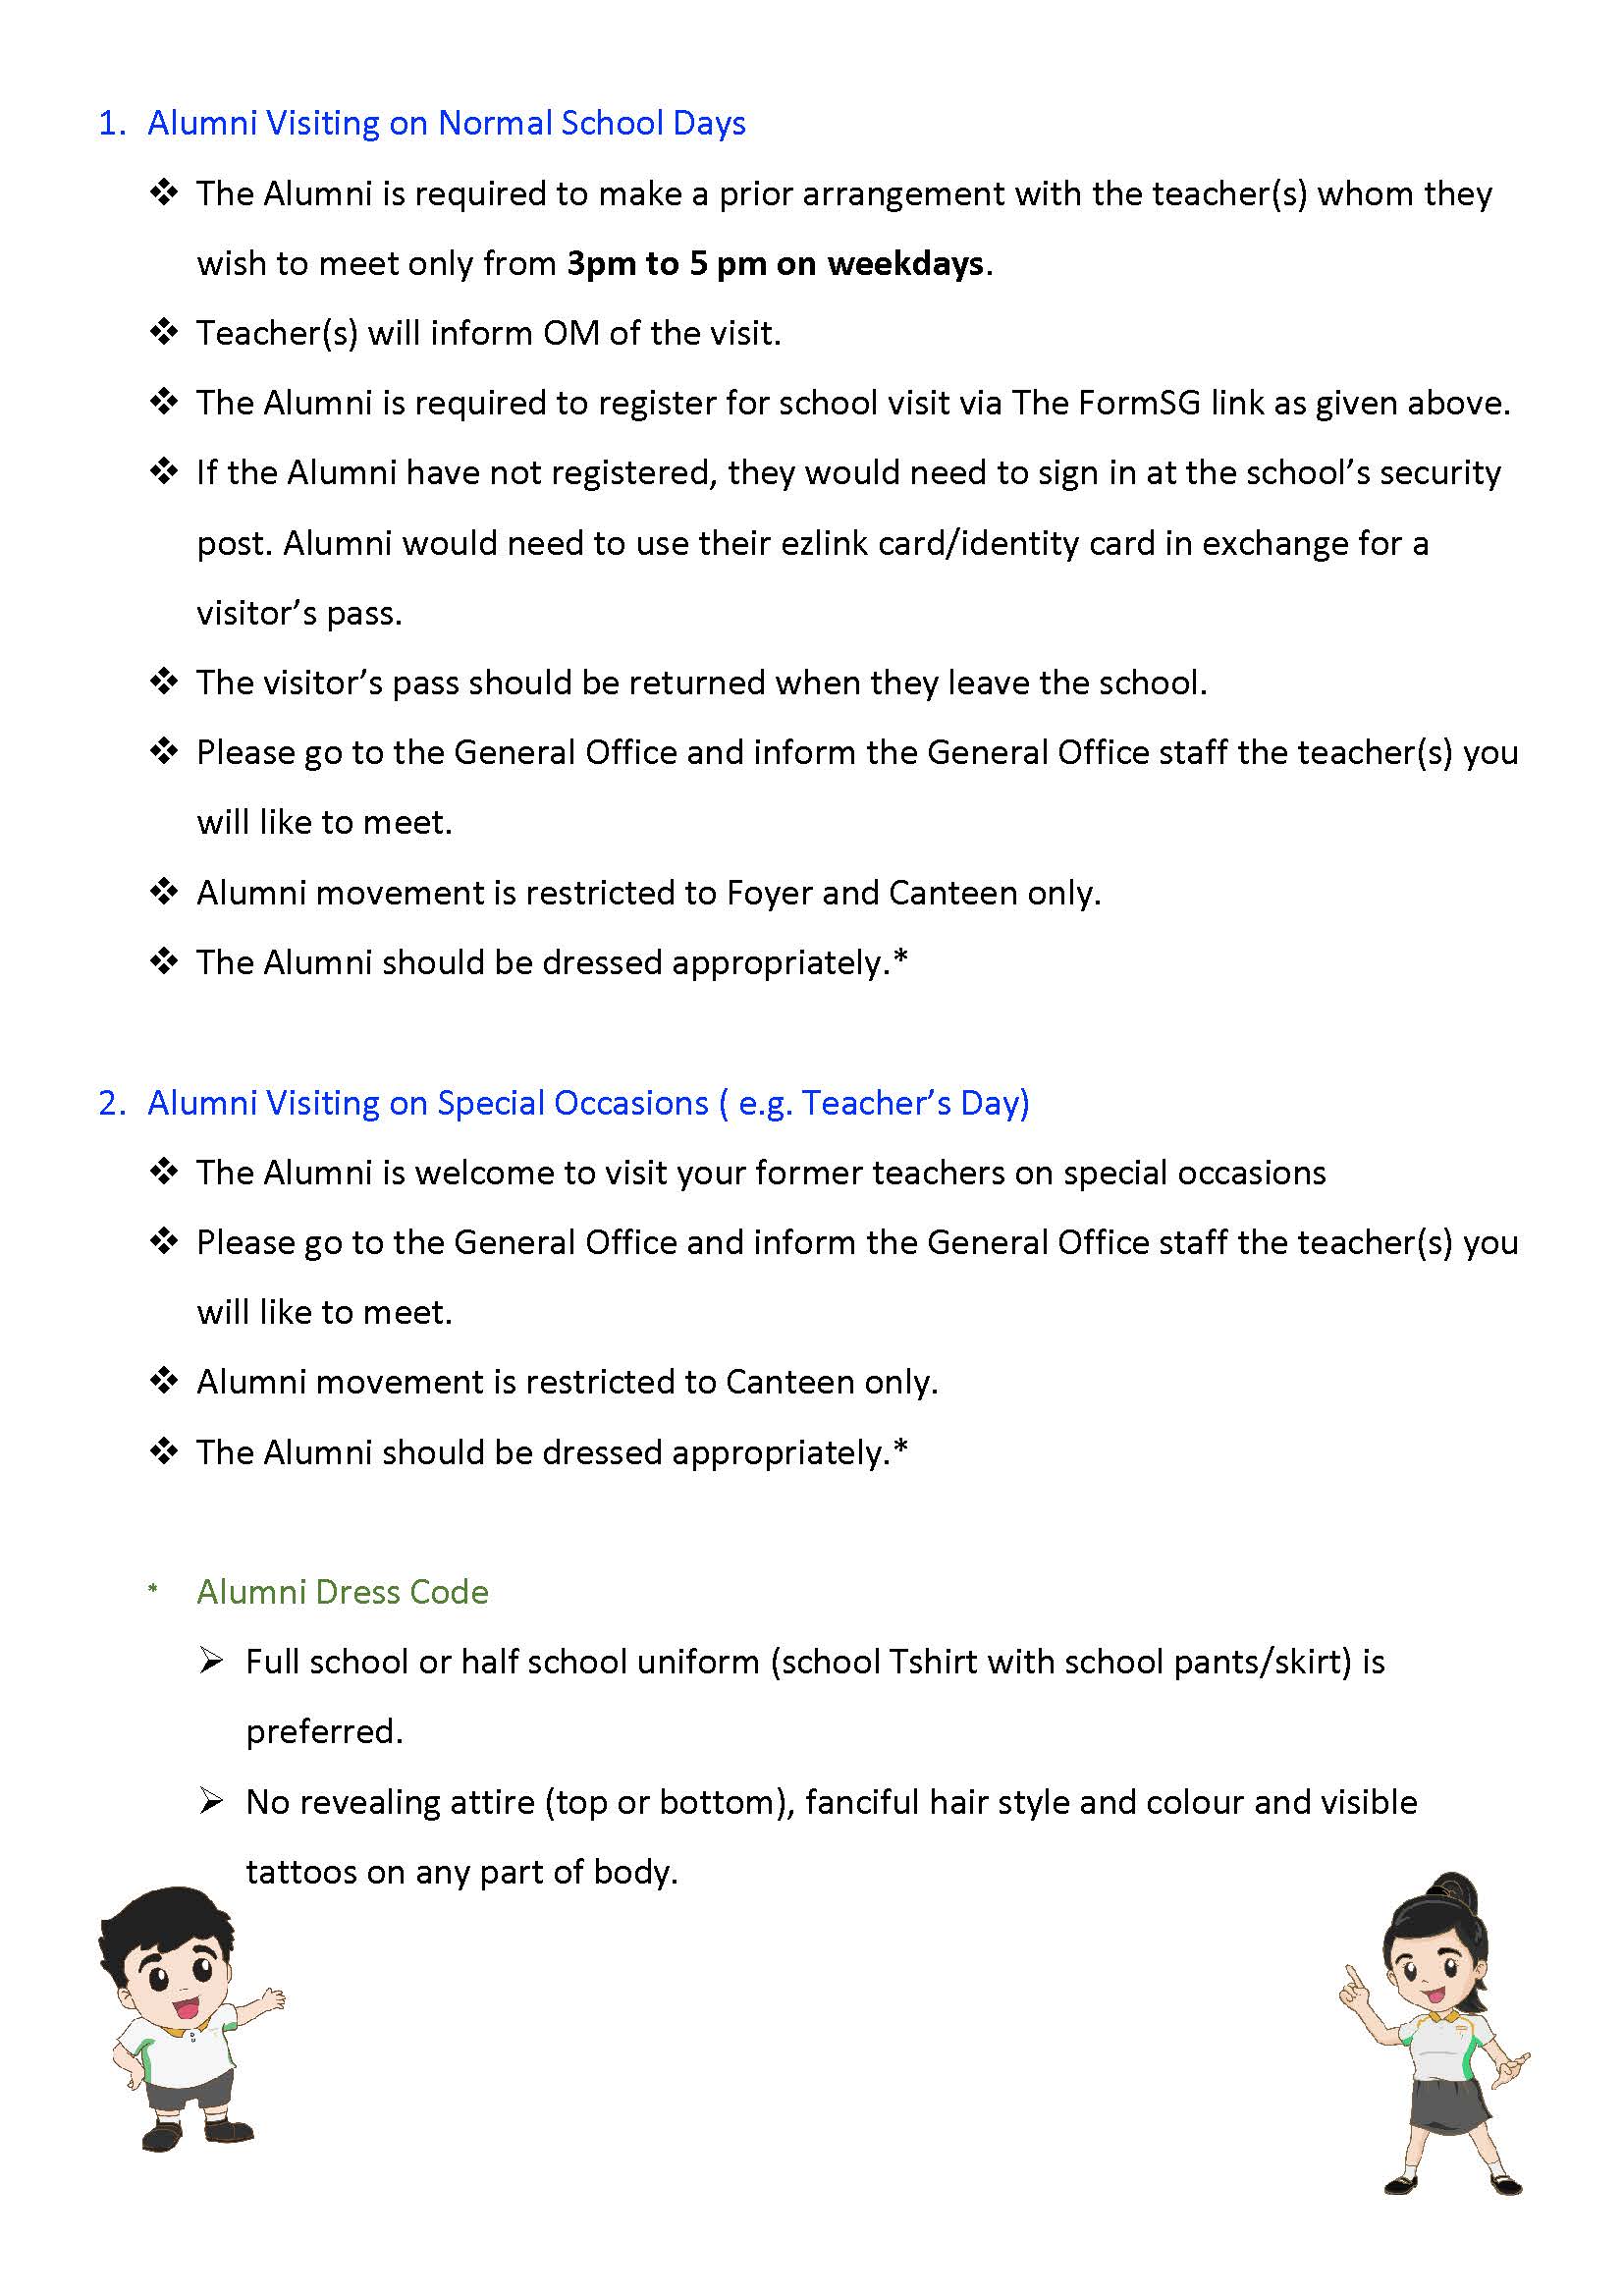 1. Alumni Visiting on Normal School Days
❖ The Alumni is required to make a prior arrangement with the teacher(s) whom they
wish to meet only from 3pm to 5 pm on weekdays.
❖ Teacher(s) will inform OM of the visit.
❖ The Alumni is required to register for school visit via The FormSG link as given above.
❖ If the Alumni have not registered, they would need to sign in at the school’s security
post. Alumni would need to use their ezlink card/identity card in exchange for a
visitor’s pass.
❖ The visitor’s pass should be returned when they leave the school.
❖ Please go to the General Office and inform the General Office staff the teacher(s) you
will like to meet.
❖ Alumni movement is restricted to Foyer and Canteen only.
❖ The Alumni should be dressed appropriately.*
2. Alumni Visiting on Special Occasions ( e.g. Teacher’s Day)
❖ The Alumni is welcome to visit your former teachers on special occasions
❖ Please go to the General Office and inform the General Office staff the teacher(s) you
will like to meet.
❖ Alumni movement is restricted to Canteen only.
❖ The Alumni should be dressed appropriately.*
* Alumni Dress Code
➢ Full school or half school uniform (school Tshirt with school pants/skirt) is
preferred.
➢ No revealing attire (top or bottom), fanciful hair style and colour and visible
tattoos on any part of body.